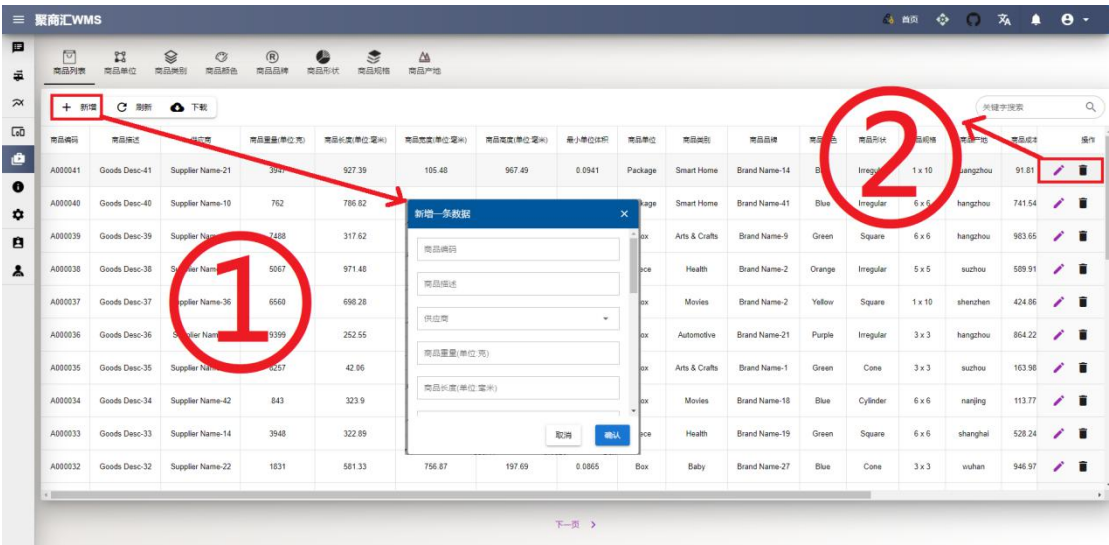 聚商汇WMS 首页
商品列表 商品单位 商品类别 商品颜色 商品品牌 商品形状 商品规格 商品产地
新增 刷新 下载 关键字搜索
商品编码 商品描述 供应商 商品重量(单位:克) 商品长度(单位:毫米) 商品宽度(单位:毫米) 商品高度(单位:毫米) 最小单位体积 商品单位 商品类别 商品品牌 商品形状 商品成本 操作
A000041 Goods Desc-41 Supplier Name-21 3947 927.39 105.48 967.49 0.0941 Package Smart Home Brand Name-14 1 x 10 91.81
A000040 Goods Desc-40 Supplier Name-10 762 786.82 Smart Home Brand Name-41 Blue Irregular 6 x 6 hangzhou 741.54
A000039 Goods Desc-39 7488 317.62 Arts & Crafts Brand Name-9 Green Square 6 x 6 hangzhou 983.65
A000038 Goods Desc-38 5067 971.48 Health Brand Name-2 Orange Irregular 5 x 5 suzhou 589.91
A000037 Goods Desc-37 Supplier Name-36 6560 698.28 Movies Brand Name-2 Yellow Square 1 x 10 shenzhen 424.86
A000036 Goods Desc-36 9399 252.55 Automotive Brand Name-21 Purple Irregular 3 x 3 hangzhou 864.22
A000035 Goods Desc-35 8257 42.06 Arts & Crafts Brand Name-1 Green Cone 3 x 3 suzhou 163.98
A000034 Goods Desc-34 Supplier Name-42 843 323.9 Movies Brand Name-18 Blue Cylinder 6 x 6 nanjing 113.77
A000033 Goods Desc-33 Supplier Name-14 3948 322.89 Health Brand Name-19 Green Square 6 x 6 shanghai 528.24
A000032 Goods Desc-32 Supplier Name-22 1831 581.33 756.87 197.69 0.0865 Box Baby Brand Name-27 Blue Cone 3 x 3 wuhan 946.97
新增一条数据
商品编码
商品描述
供应商
商品重量(单位:克)
商品长度(单位:毫米)
取消 确认
下一页
①
②